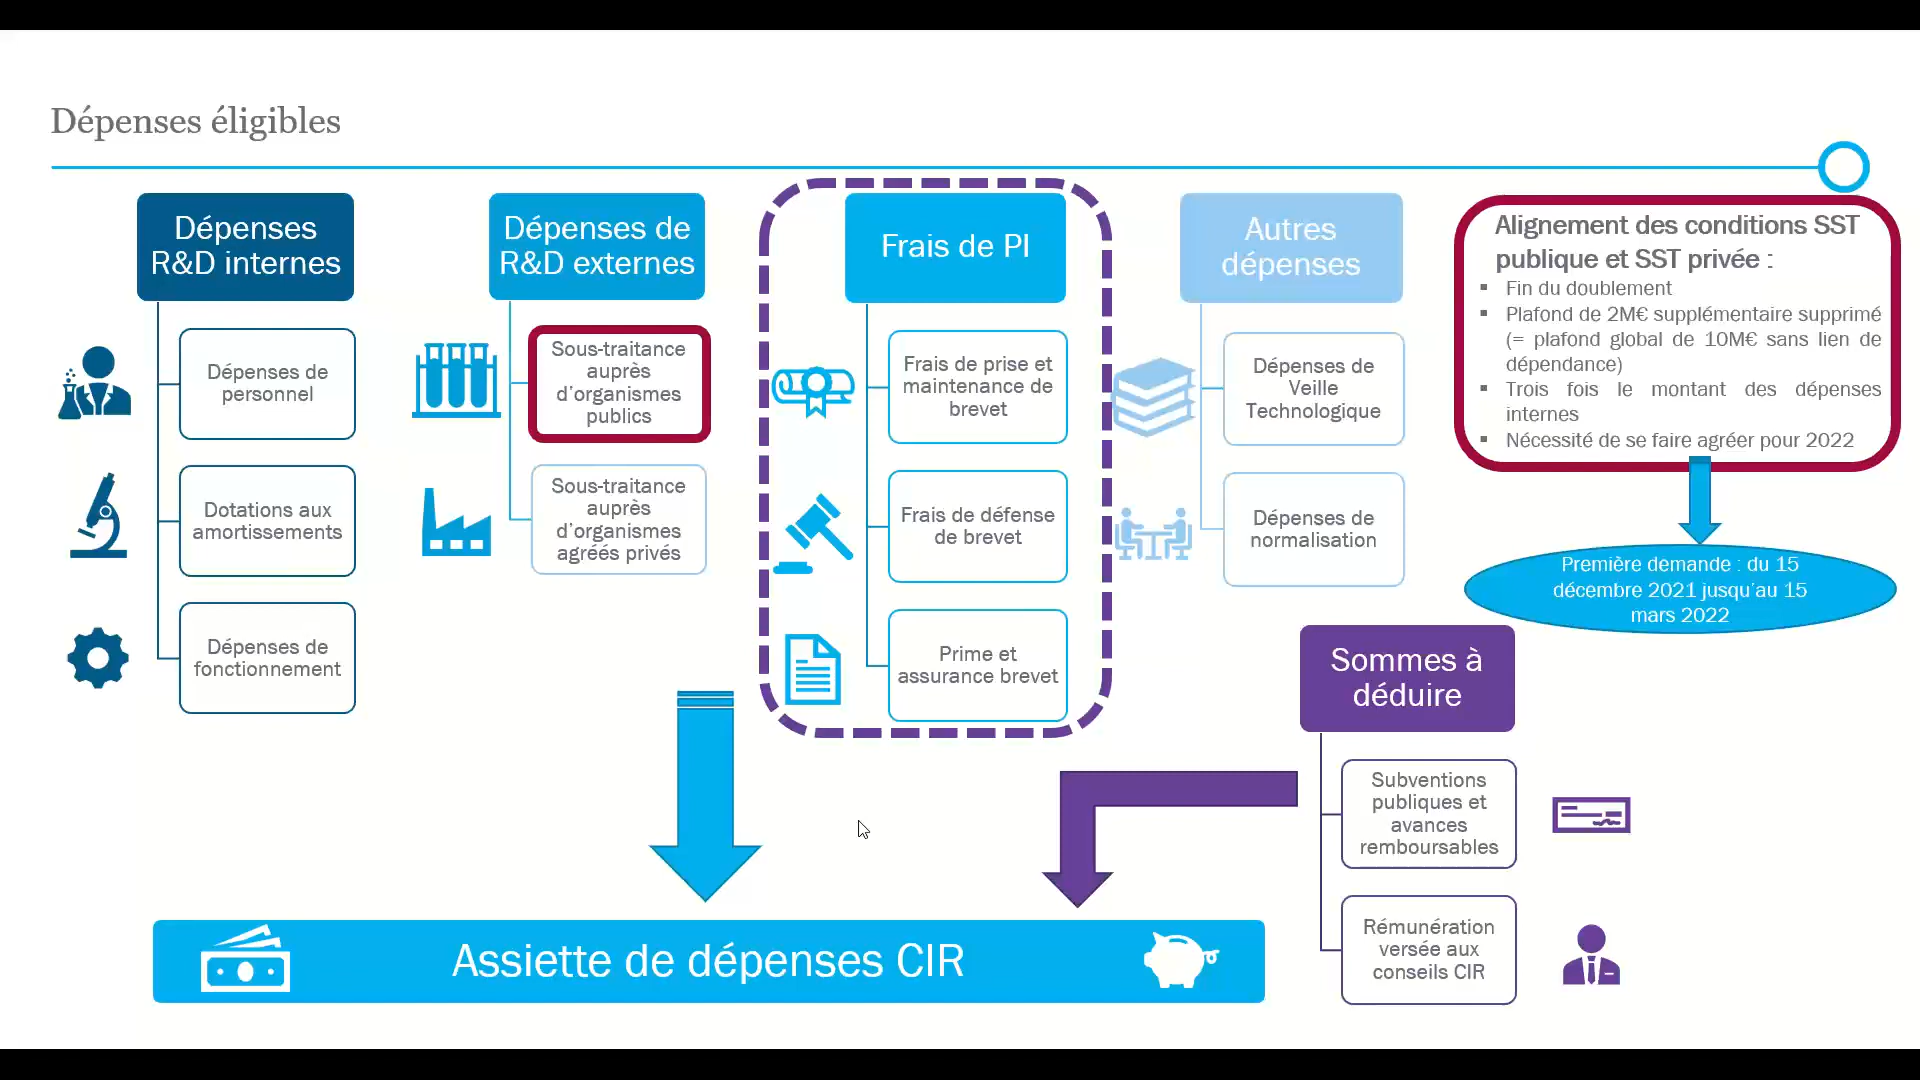 Dépenses éligibles
Dépenses
R&D internes
Dépenses de
personnel
Dotations aux
amortissements
Dépenses de
fonctionnement
Dépenses de
R&D externes
Sous-traitance
auprès
d’organismes
publics
Sous-traitance
auprès
d’organismes
agréés privés
Frais de PI
Frais de prise et
maintenance de
brevet
Frais de défense
de brevet
Prime et
assurance brevet
Autres
dépenses
Dépenses de
Veille
Technologique
Dépenses de
normalisation
Alignement des conditions SST
publique et SST privée :
▪ Fin du doublement
▪ Plafond de 2M€ supplémentaire supprimé
(= plafond global de 10M€ sans lien de
dépendance)
▪ Trois fois le montant des dépenses
internes
▪ Nécessité de se faire agréer pour 2022
Première demande : du 15
décembre 2021 jusqu’au 15
mars 2022
Sommes à
déduire
Subventions
publiques et
avances
remboursables
Rémunération
versée aux
conseils CIR
Assiette de dépenses CIR